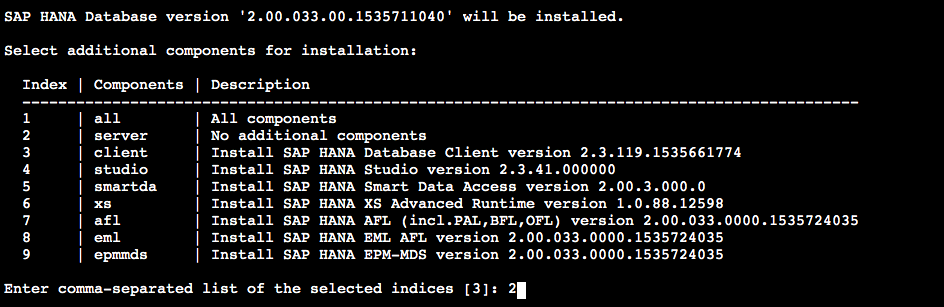 SAP HANA Database version '2.00.033.00.1535711040' will be installed.
Select additional components for installation:
Index | Components | Description
-----------------------------------------------------------------------------------------
1 | all | All components
2 | server | No additional components
3 | client | Install SAP HANA Database Client version 2.3.119.1535661774
4 | studio | Install SAP HANA Studio version 2.3.41.000000
5 | smartda | Install SAP HANA Smart Data Access version 2.00.3.000.0
6 | xs | Install SAP HANA XS Advanced Runtime version 1.0.88.12598
7 | afl | Install SAP HANA AFL (incl.PAL,BFL,OFL) version 2.00.033.0000.1535724035
8 | eml | Install SAP HANA EML AFL version 2.00.033.0000.1535724035
9 | epmmds | Install SAP HANA EPM-MDS version 2.00.033.0000.1535724035
Enter comma-separated list of the selected indices [3]: 2